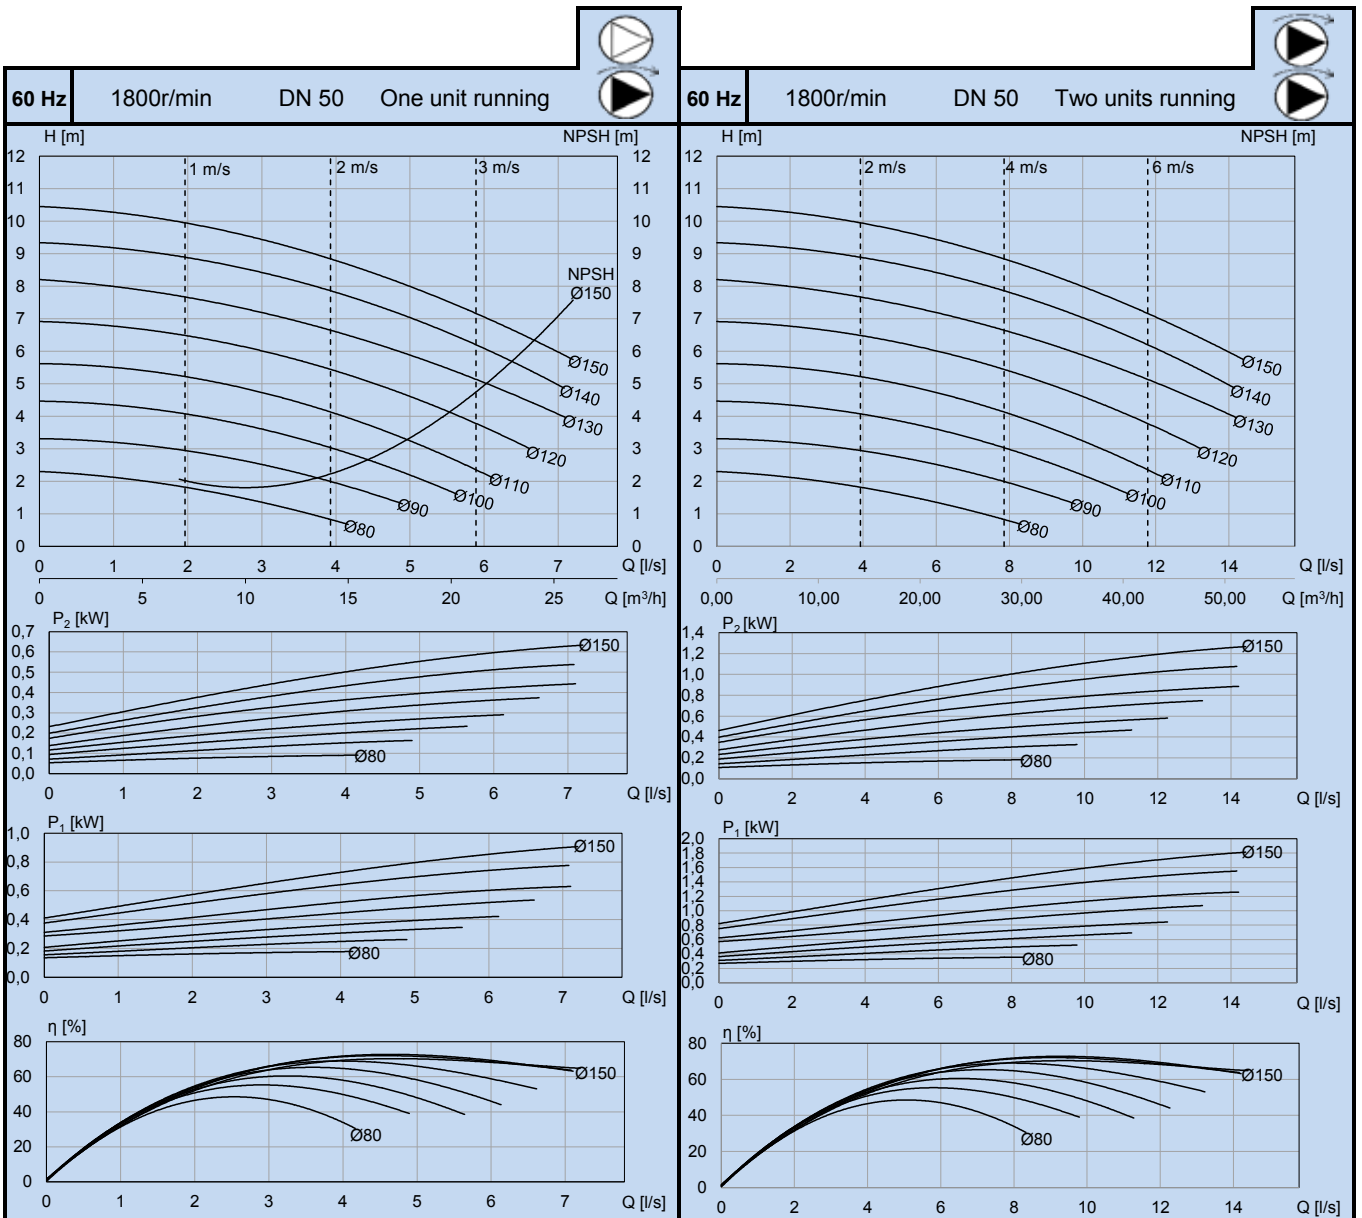 60 Hz 1800r/min DN 50 One unit running
H [m] NPSH [m]
12 1 m/s 2 m/s 3 m/s 12
11 11
10 10
9 9
NPSH
8 Ø150 8
7 7
6 Ø150 6
5 Ø140 5
4 Ø130 4
3 Ø120 3
2 Ø90 Ø100 Ø110 2
1 Ø80 1
0 0
0 1 2 3 4 5 6 7 Q [l/s]
0 5 10 15 20 25 Q [m³/h]
P₂ [kW]
0,7
0,6 Ø150
0,5
0,4
0,3
0,2
0,1 Ø80
0,0
0 1 2 3 4 5 6 7 Q [l/s]
P₁ [kW]
1,0
0,8 Ø150
0,6
0,4
0,2 Ø80
0,0
0 1 2 3 4 5 6 7 Q [l/s]
η [%]
80
60 Ø150
40
20 Ø80
0
0 1 2 3 4 5 6 7 Q [l/s]
60 Hz 1800r/min DN 50 Two units running
H [m] NPSH [m]
12 2 m/s 4 m/s 6 m/s
11
10
9
8
7
6 Ø150
5 Ø140
4 Ø130
3 Ø120
2 Ø90 Ø100 Ø110
1 Ø80
0
0 2 4 6 8 10 12 14 Q [l/s]
0,00 10,00 20,00 30,00 40,00 50,00 Q [m³/h]
P₂ [kW]
1,4
1,2 Ø150
1,0
0,8
0,6
0,4
0,2 Ø80
0,0
0 2 4 6 8 10 12 14 Q [l/s]
P₁ [kW]
2,0
1,8 Ø150
1,6
1,4
1,2
1,0
0,8
0,6
0,4 Ø80
0,2
0,0
0 2 4 6 8 10 12 14 Q [l/s]
η [%]
80
60 Ø150
40
20 Ø80
0
0 2 4 6 8 10 12 14 Q [l/s]